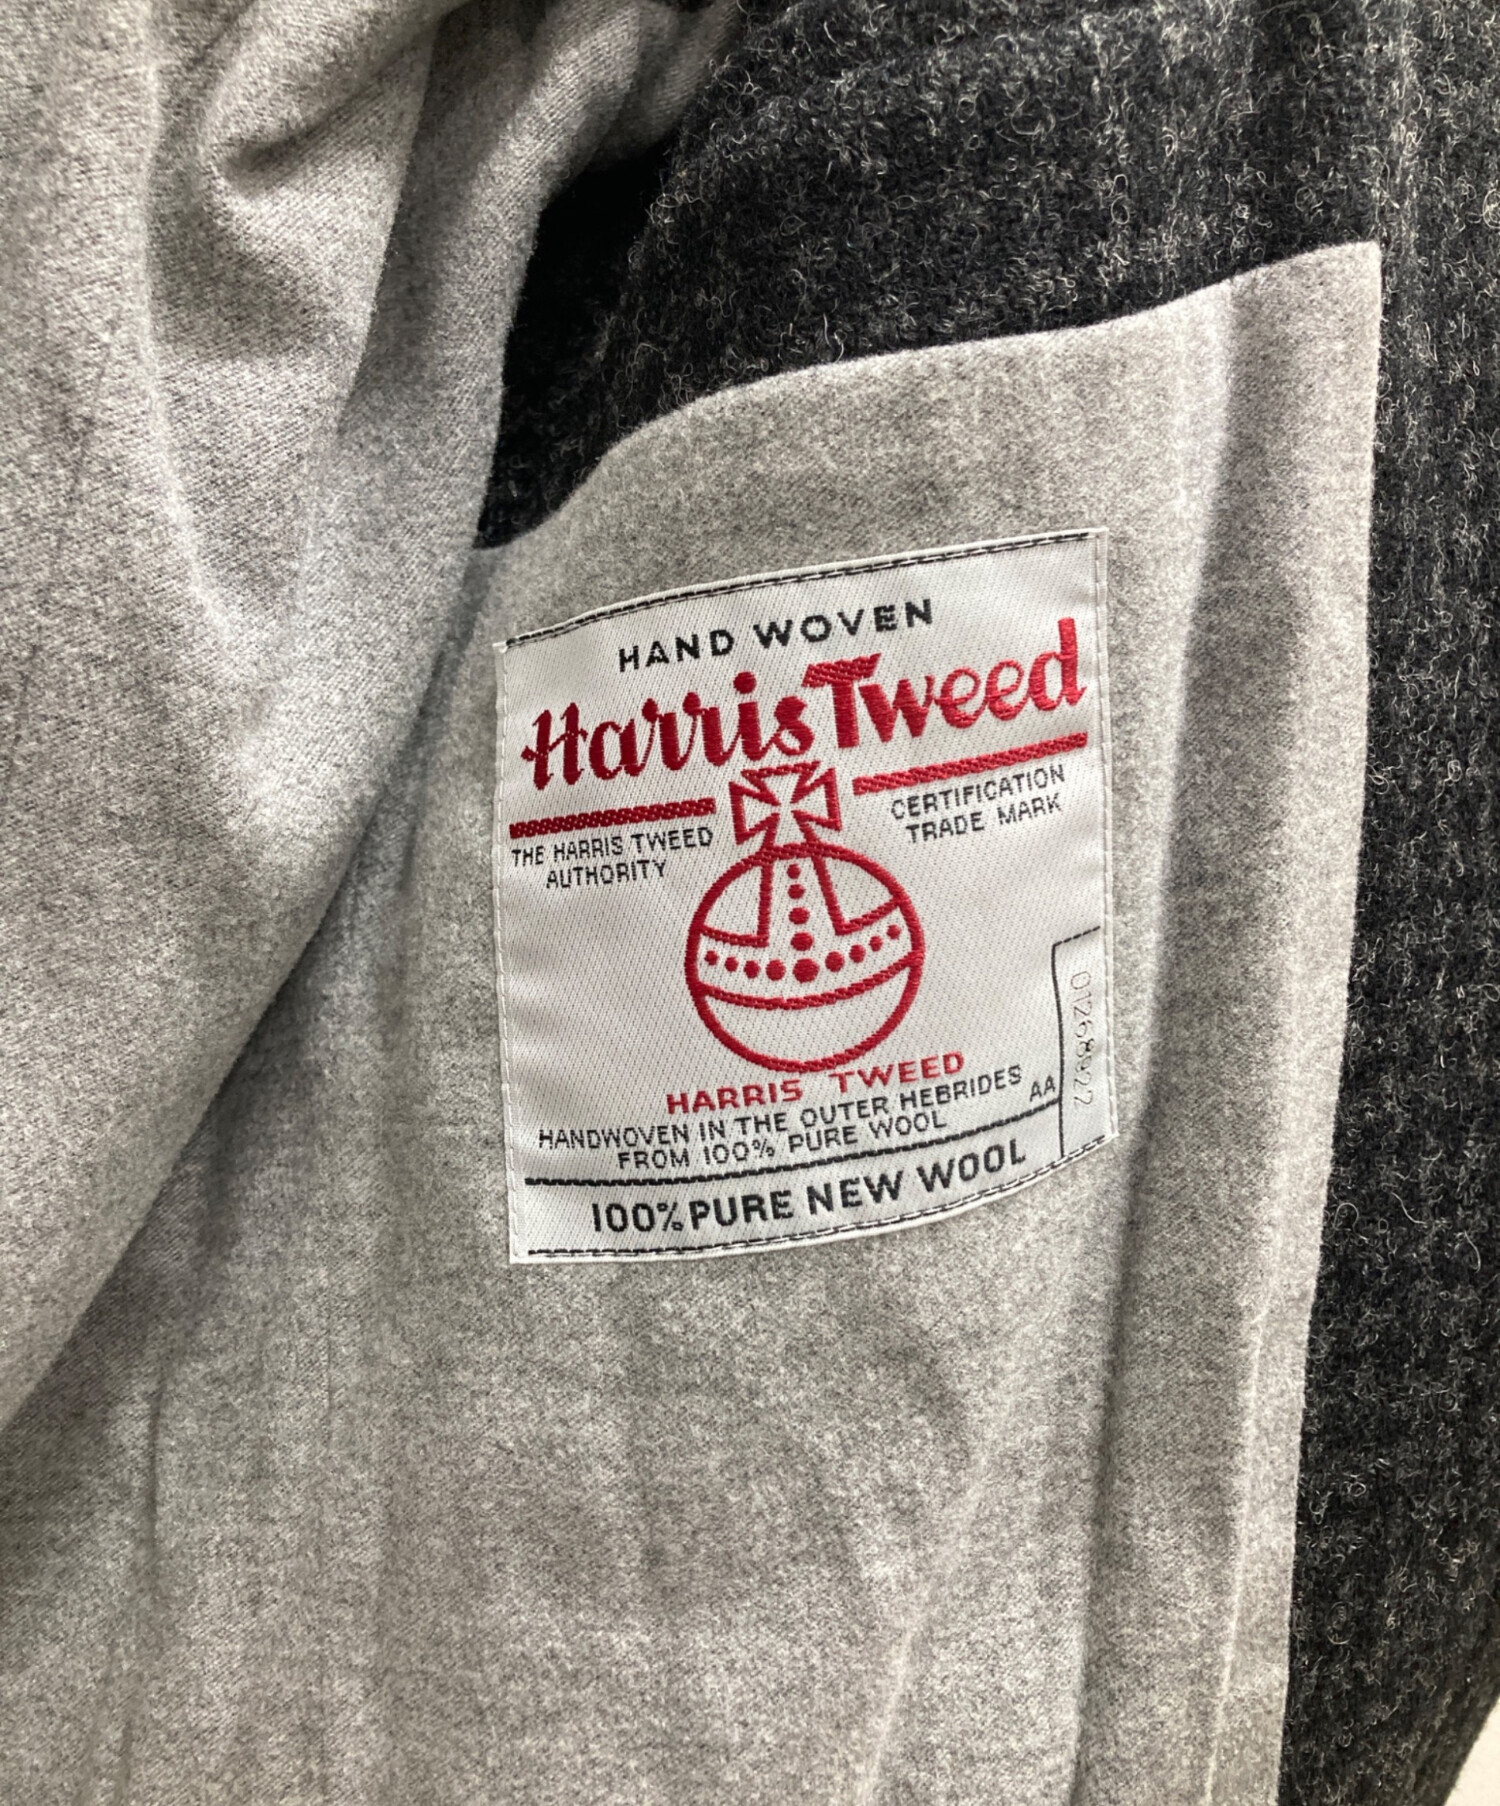 HAND WOVEN
Harris Tweed
THE HARRIS TWEED
AUTHORITY
CERTIFICATION
TRADE MARK
HARRIS TWEED
HANDWOVEN IN THE OUTER HEBRIDES
FROM 100% PURE WOOL
AA
100% PURE NEW WOOL